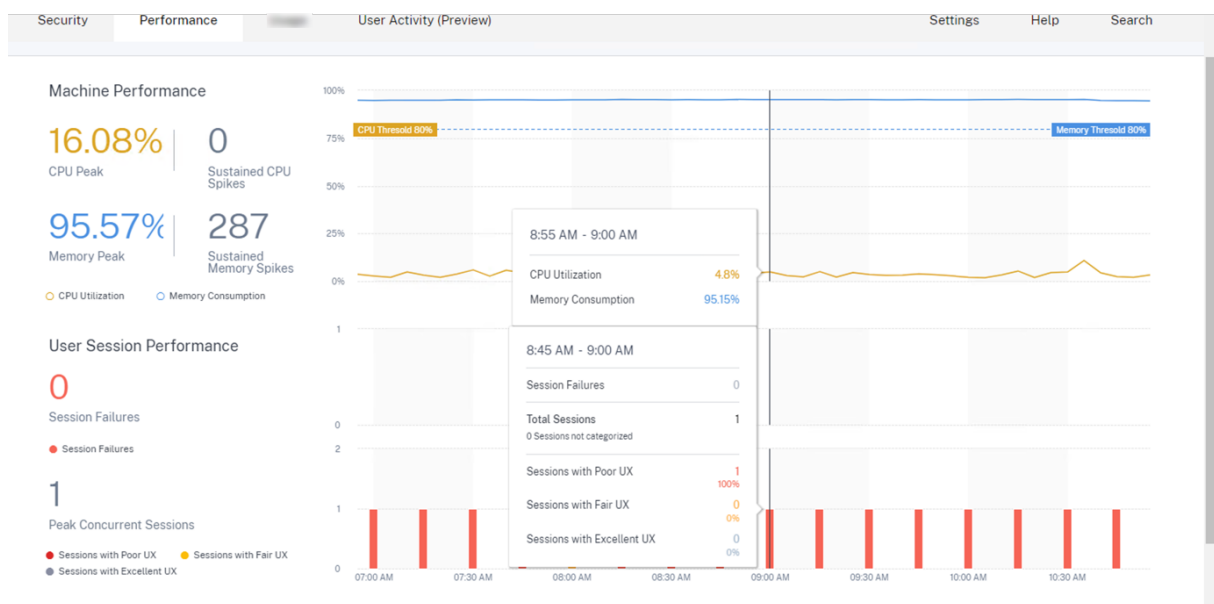 Security Performance User Activity (Preview) Settings Help Search
Machine Performance
16.08%
CPU Peak
0
Sustained CPU
Spikes
95.57%
Memory Peak
287
Sustained
Memory Spikes
CPU Utilization Memory Consumption
100%
75%
50%
25%
0%
CPU Thresold 80%
Memory Thresold 80%
8:55 AM - 9:00 AM
CPU Utilization 4.8%
Memory Consumption 95.15%
User Session Performance
0
Session Failures
Session Failures
1
Peak Concurrent Sessions
Sessions with Poor UX Sessions with Fair UX
Sessions with Excellent UX
1
0
2
1
0
8:45 AM - 9:00 AM
Session Failures 0
Total Sessions 1
0 Sessions not categorized
Sessions with Poor UX 1
100%
Sessions with Fair UX 0
0%
Sessions with Excellent UX 0
0%
07:00 AM 07:30 AM 08:00 AM 08:30 AM 09:00 AM 09:30 AM 10:00 AM 10:30 AM